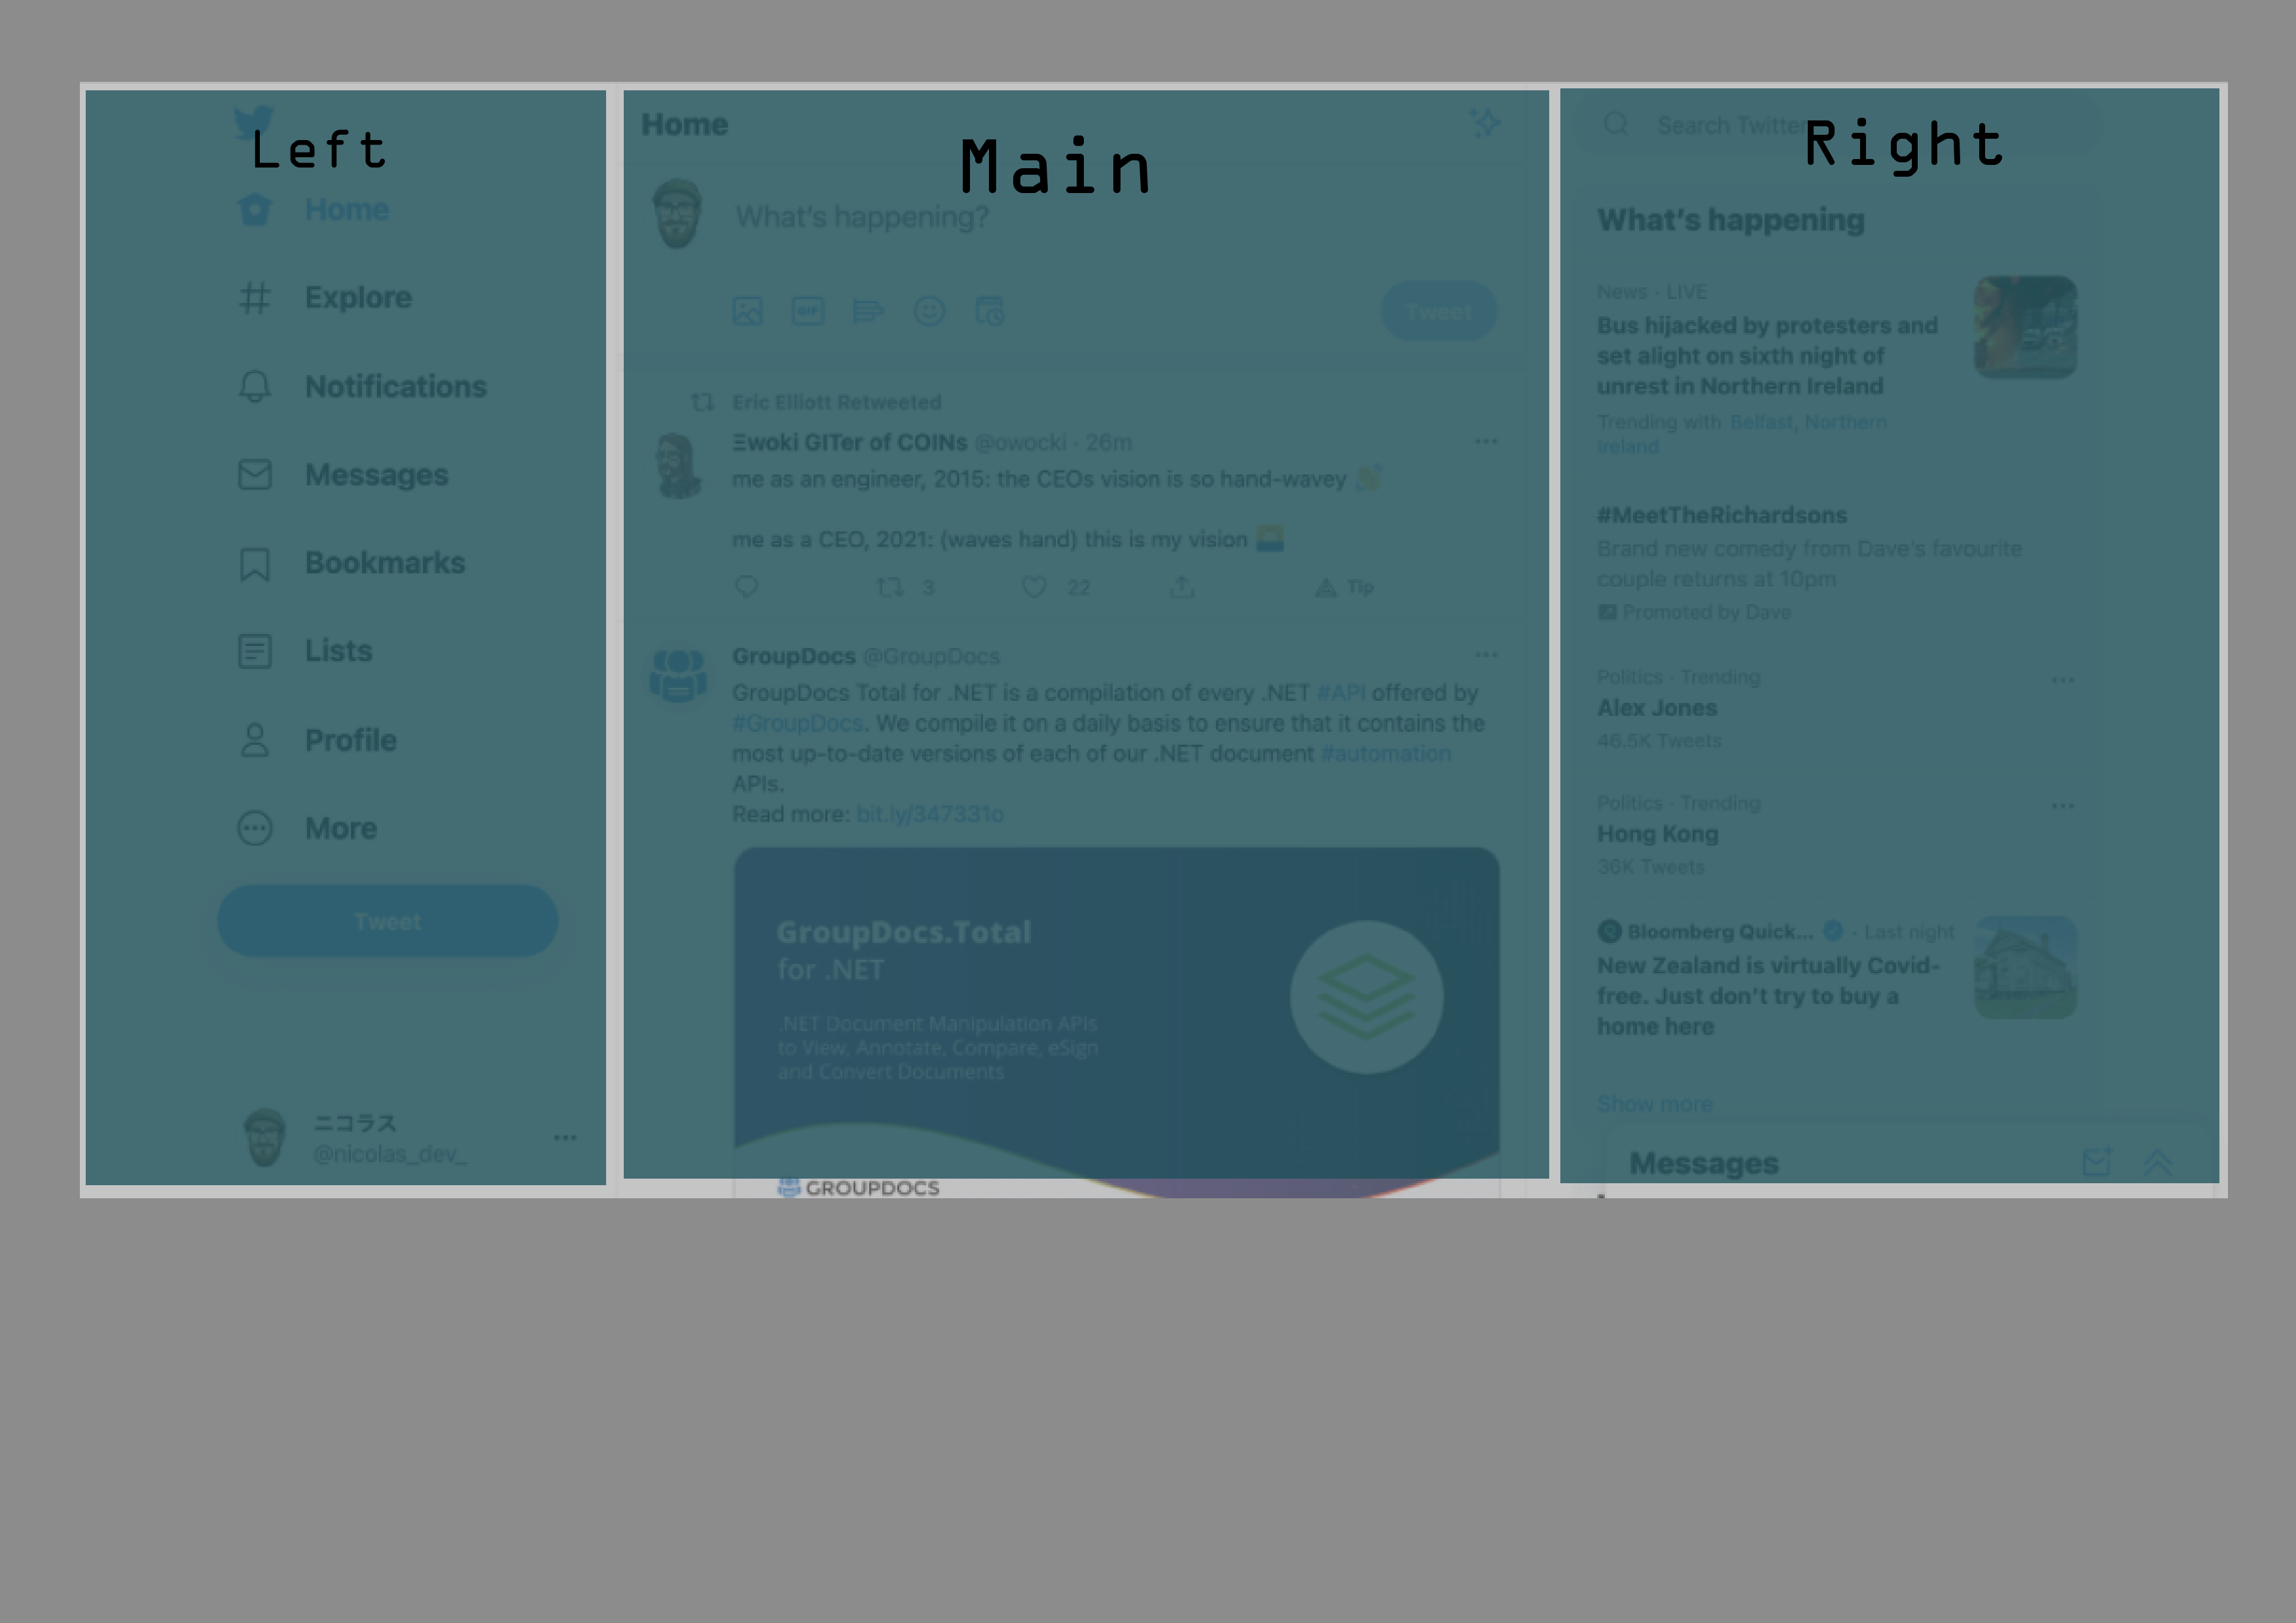 Left
Home
Explore
Notifications
Messages
Bookmarks
Lists
Profile
More
Tweet
ニコラス
@nicolas_dev_
Main
Home
What's happening?
GIF
Tweet
Eric Elliott Retweeted
Ξwoki GITer of COINs @owocki · 26m
me as an engineer, 2015: the CEOs vision is so hand-wavey 👋
me as a CEO, 2021: (waves hand) this is my vision 🌅
3 22 Tip
GroupDocs @GroupDocs
GroupDocs Total for .NET is a compilation of every .NET #API offered by
#GroupDocs. We compile it on a daily basis to ensure that it contains the
most up-to-date versions of each of our .NET document #automation
APIs.
Read more: bit.ly/347331o
GroupDocs.Total
for .NET
.NET Document Manipulation APIs
to View, Annotate, Compare, eSign
and Convert Documents
GROUPDOCS
Right
Search Twitter
What's happening
News · LIVE
Bus hijacked by protesters and
set alight on sixth night of
unrest in Northern Ireland
Trending with Belfast, Northern
Ireland
#MeetTheRichardsons
Brand new comedy from Dave's favourite
couple returns at 10pm
Promoted by Dave
Politics · Trending
Alex Jones
46.5K Tweets
Politics · Trending
Hong Kong
36K Tweets
Bloomberg Quick... · Last night
New Zealand is virtually Covid-
free. Just don't try to buy a
home here
Show more
Messages